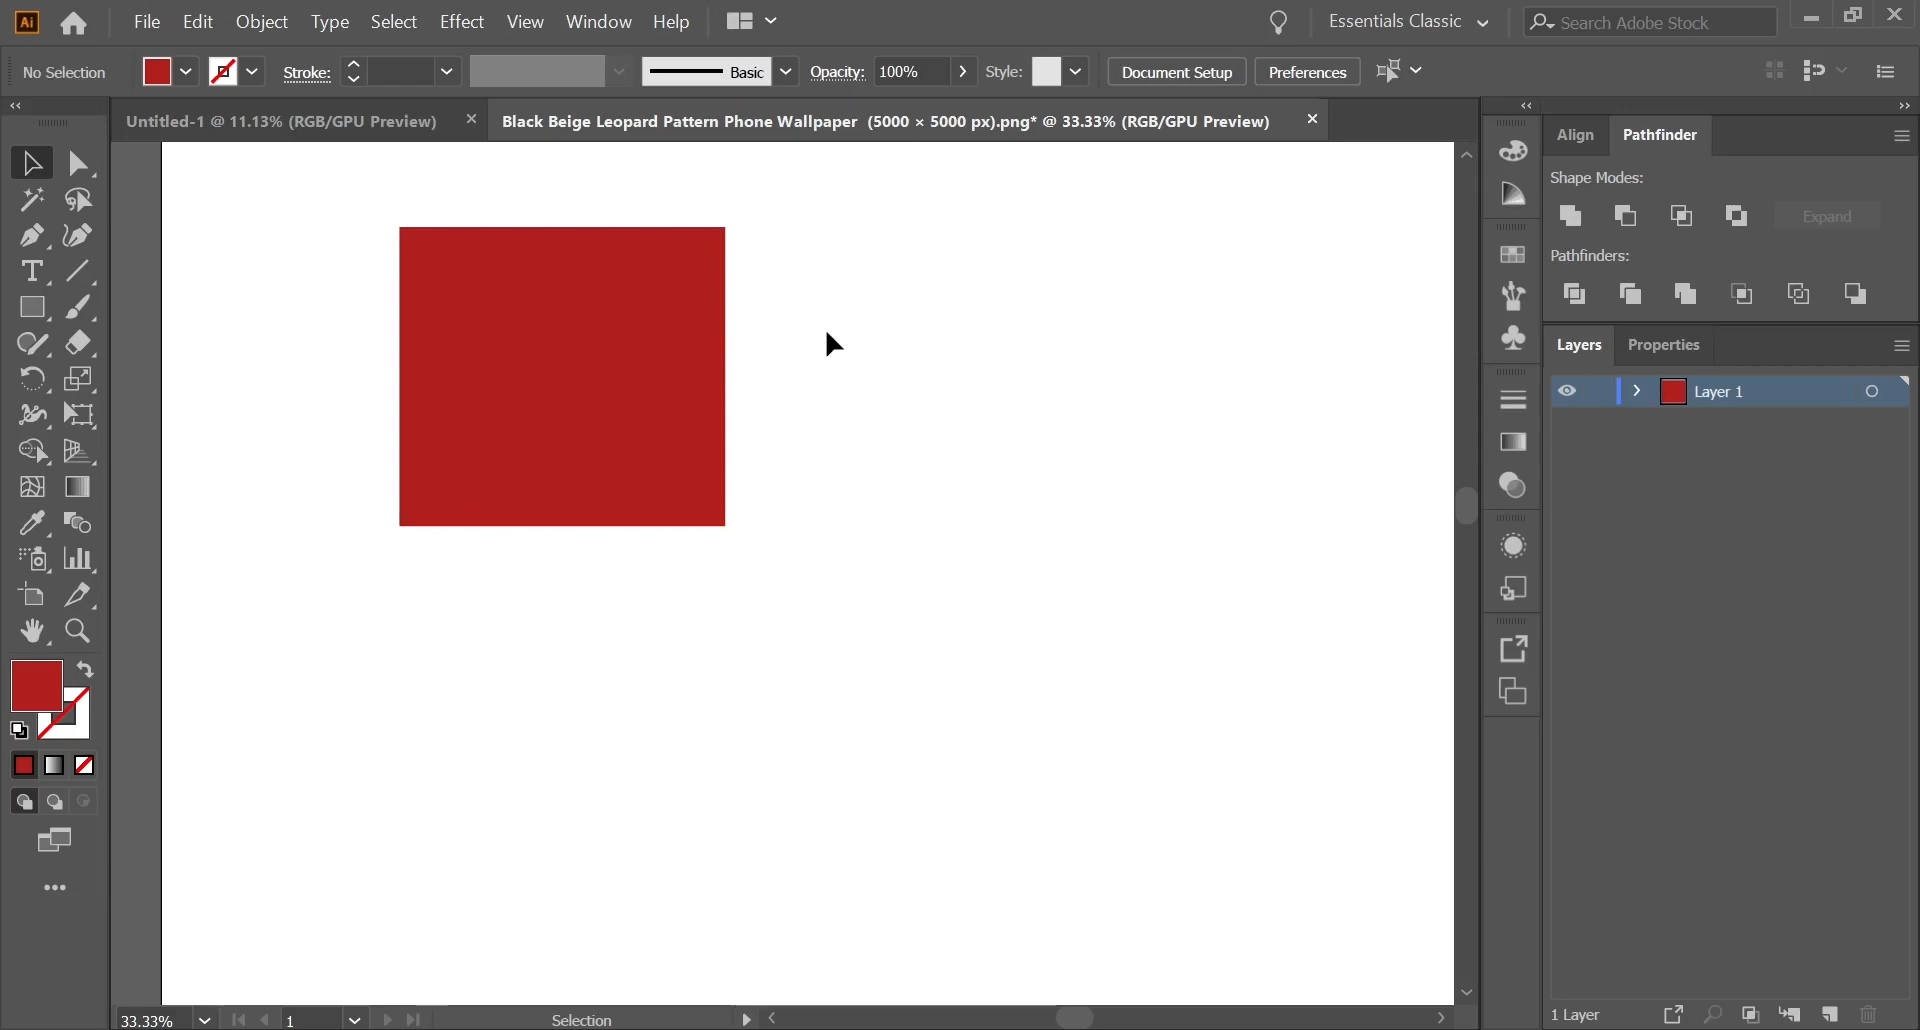 Ai File Edit Object Type Select Effect View Window Help Essentials Classic Search Adobe Stock
No Selection Stroke: Basic Opacity: 100% Style: Document Setup Preferences
Untitled-1 @ 11.13% (RGB/GPU Preview) Black Beige Leopard Pattern Phone Wallpaper (5000 × 5000 px).png* @ 33.33% (RGB/GPU Preview)
Align Pathfinder
Shape Modes:
Expand
Pathfinders:
Layers Properties
Layer 1
33.33% 1 Selection 1 Layer